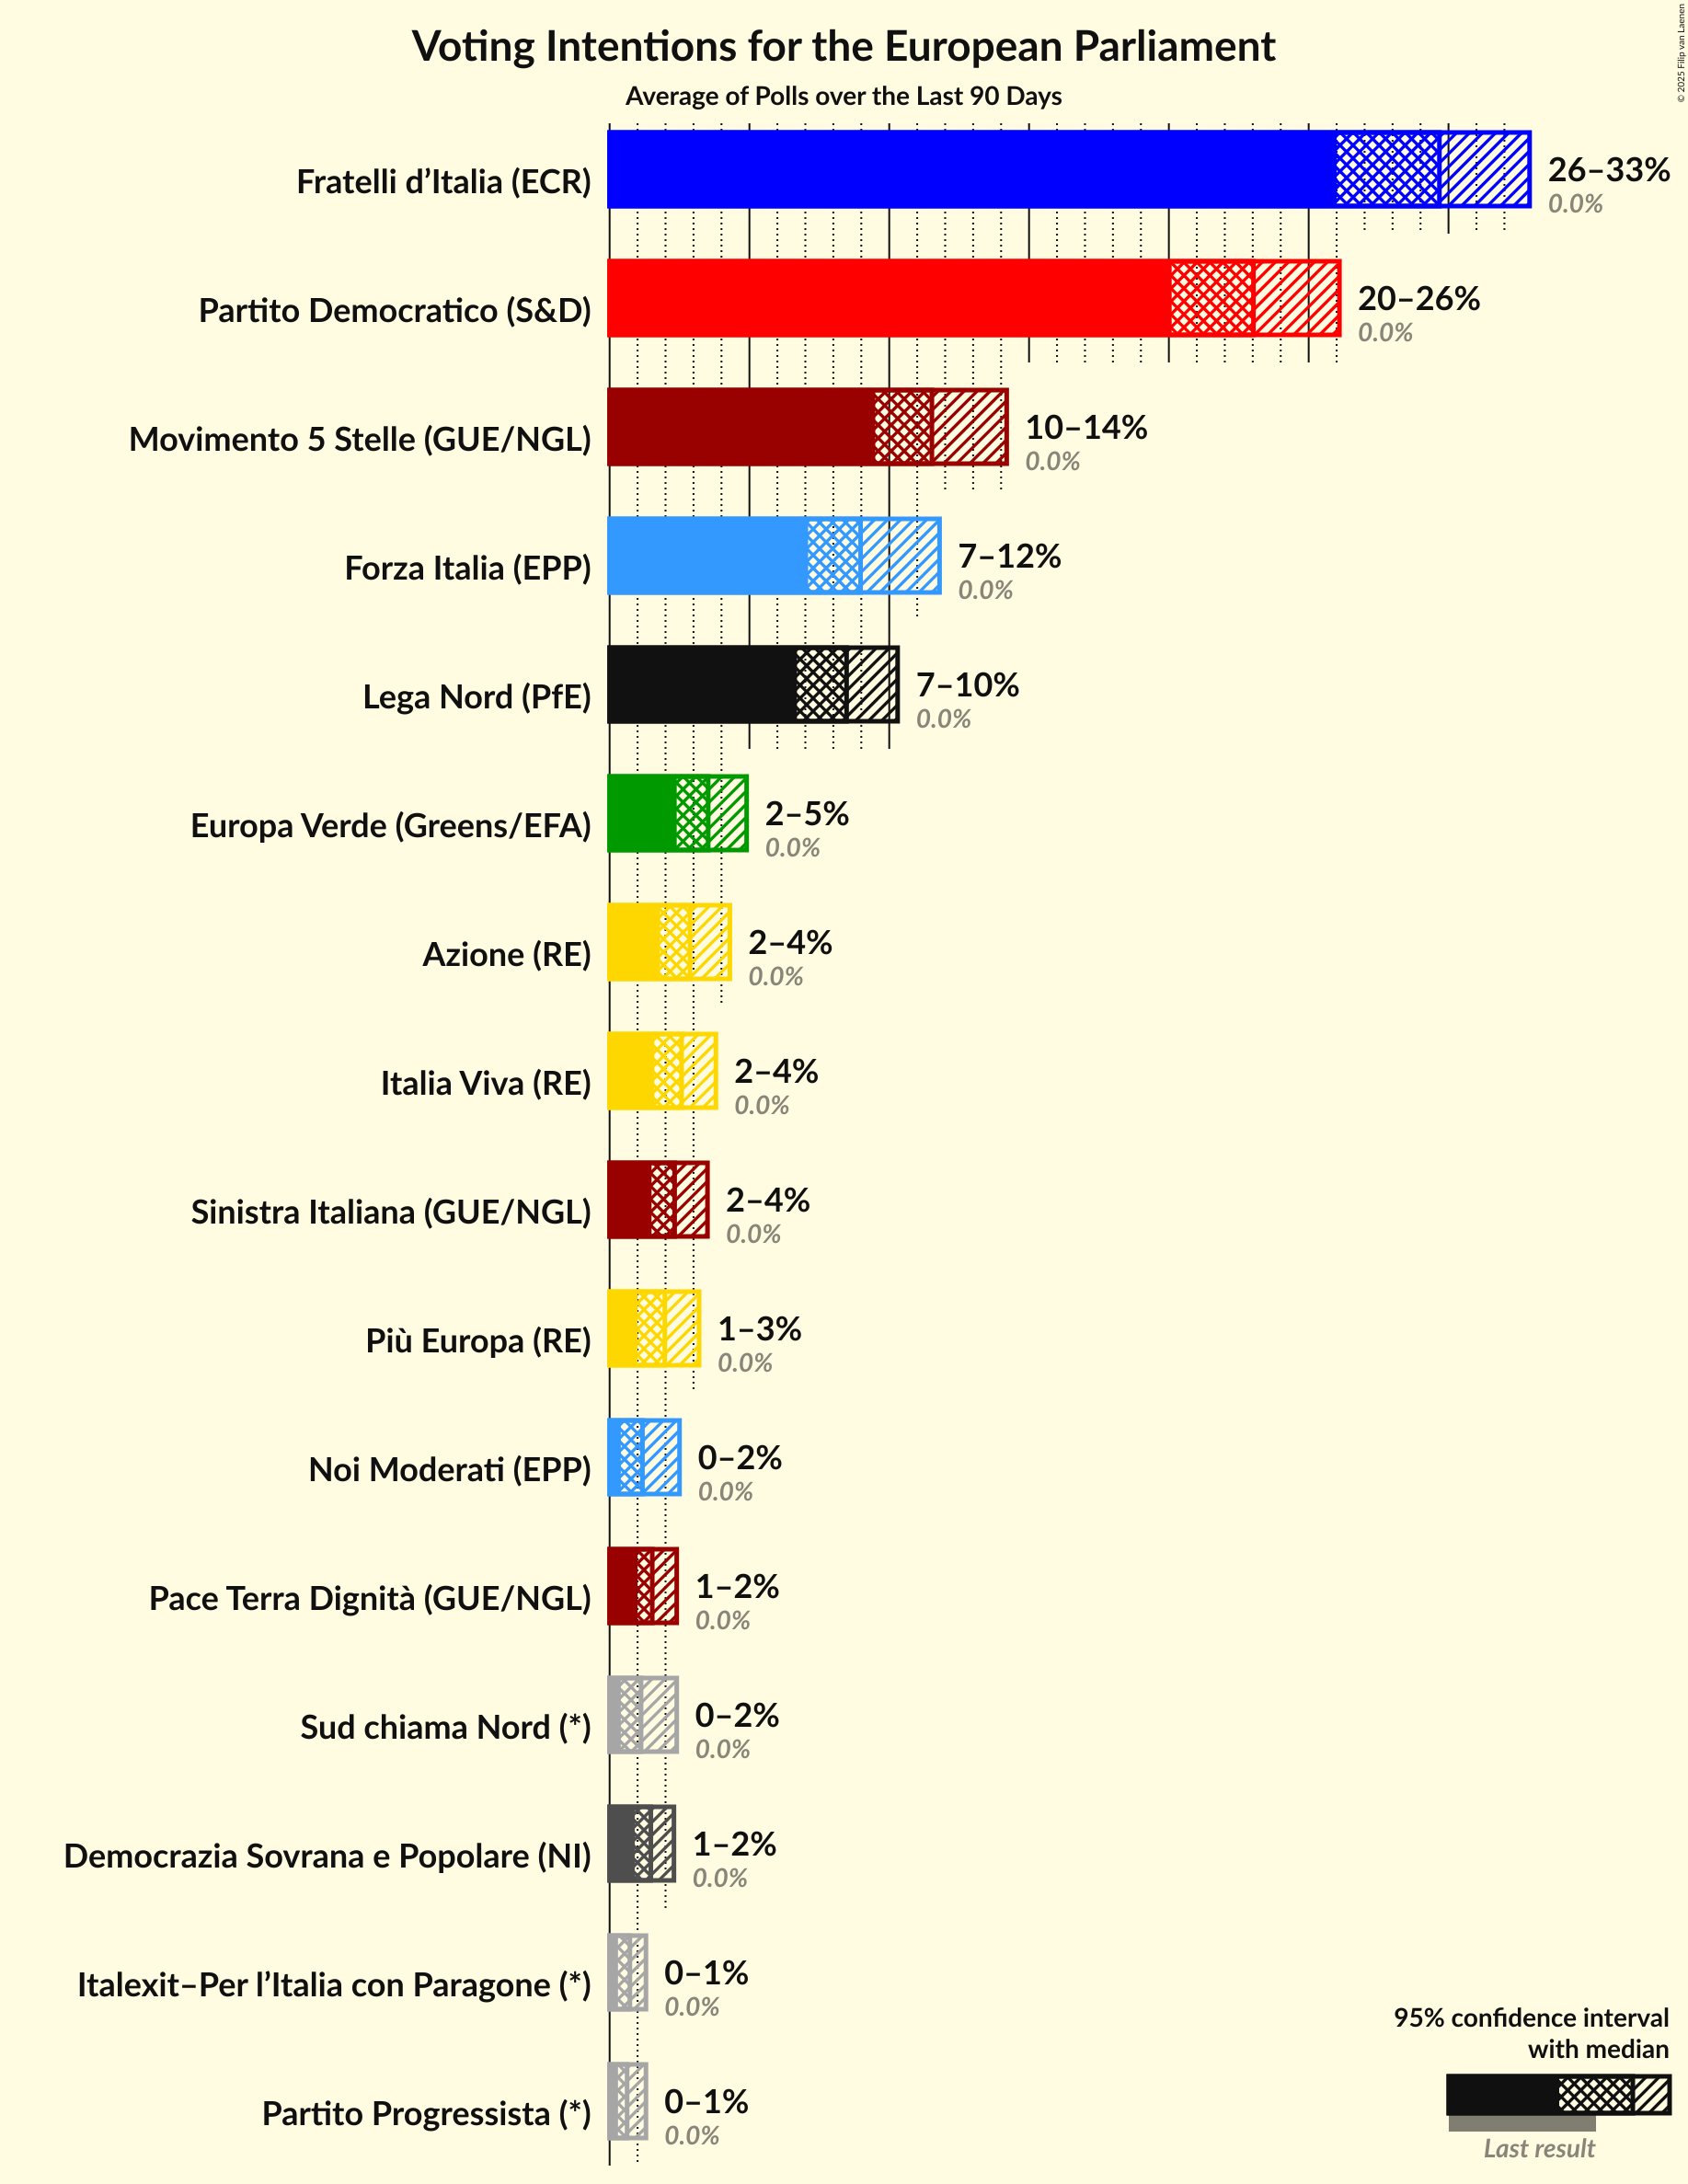 Voting Intentions for the European Parliament
Average of Polls over the Last 90 Days
© 2025 Filip van Laenen
Fratelli d’Italia (ECR)
26–33%
0.0%
Partito Democratico (S&D)
20–26%
0.0%
Movimento 5 Stelle (GUE/NGL)
10–14%
0.0%
Forza Italia (EPP)
7–12%
0.0%
Lega Nord (PfE)
7–10%
0.0%
Europa Verde (Greens/EFA)
2–5%
0.0%
Azione (RE)
2–4%
0.0%
Italia Viva (RE)
2–4%
0.0%
Sinistra Italiana (GUE/NGL)
2–4%
0.0%
Più Europa (RE)
1–3%
0.0%
Noi Moderati (EPP)
0–2%
0.0%
Pace Terra Dignità (GUE/NGL)
1–2%
0.0%
Sud chiama Nord (*)
0–2%
0.0%
Democrazia Sovrana e Popolare (NI)
1–2%
0.0%
Italexit–Per l’Italia con Paragone (*)
0–1%
0.0%
Partito Progressista (*)
0–1%
0.0%
95% confidence interval
with median
Last result